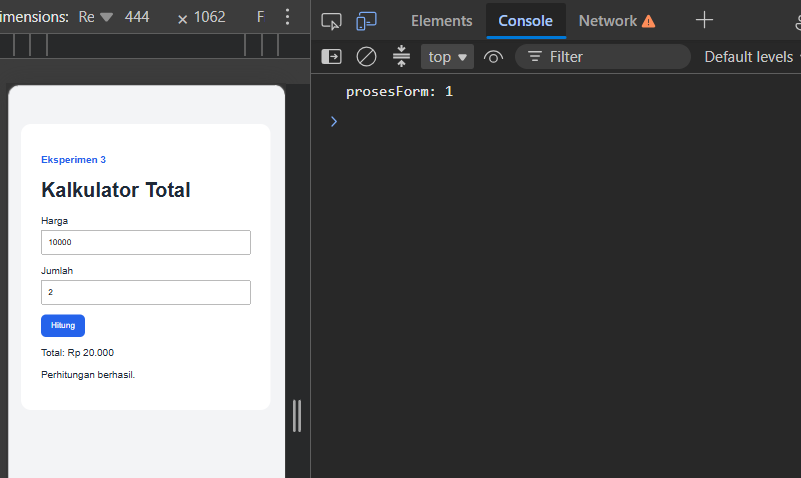 imensions: Re 444 × 1062 F
Elements Console Network
top Filter Default levels
prosesForm: 1
Eksperimen 3
Kalkulator Total
Harga
10000
Jumlah
2
Hitung
Total: Rp 20.000
Perhitungan berhasil.